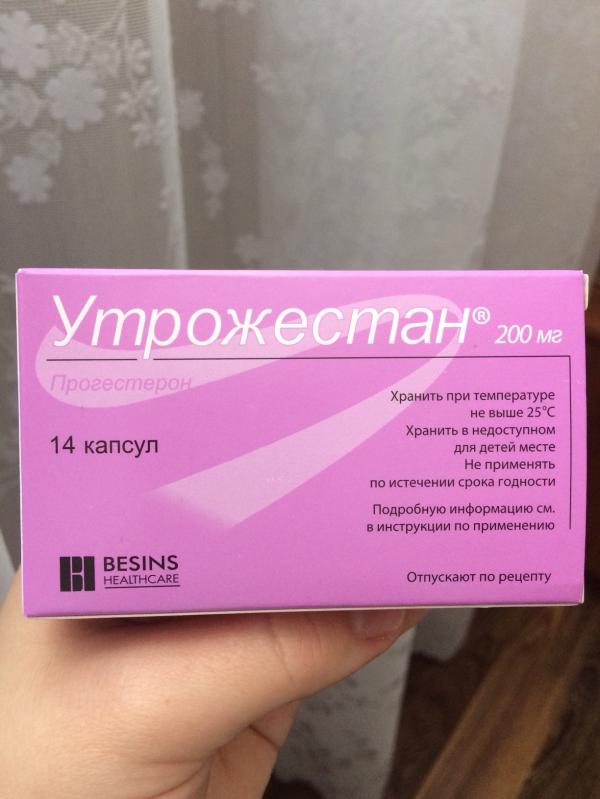 Утрожестан® 200 мг
Прогестерон
14 капсул
Хранить при температуре
не выше 25°С
Хранить в недоступном
для детей месте
Не применять
по истечении срока годности
Подробную информацию см.
в инструкции по применению
BESINS
HEALTHCARE
Отпускают по рецепту